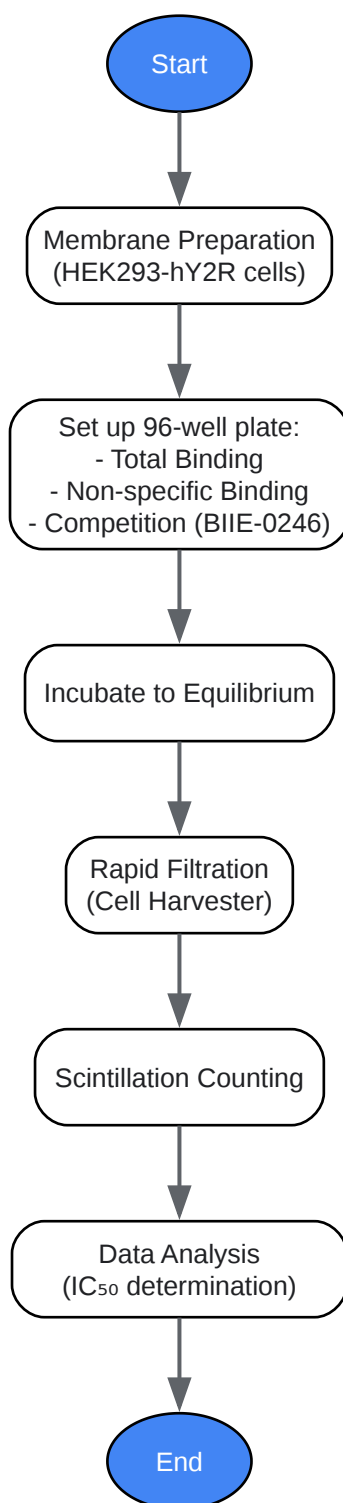 Start
Membrane Preparation
(HEK293-hY2R cells)
Set up 96-well plate:
- Total Binding
- Non-specific Binding
- Competition (BIIE-0246)
Incubate to Equilibrium
Rapid Filtration
(Cell Harvester)
Scintillation Counting
Data Analysis
(IC₅₀ determination)
End